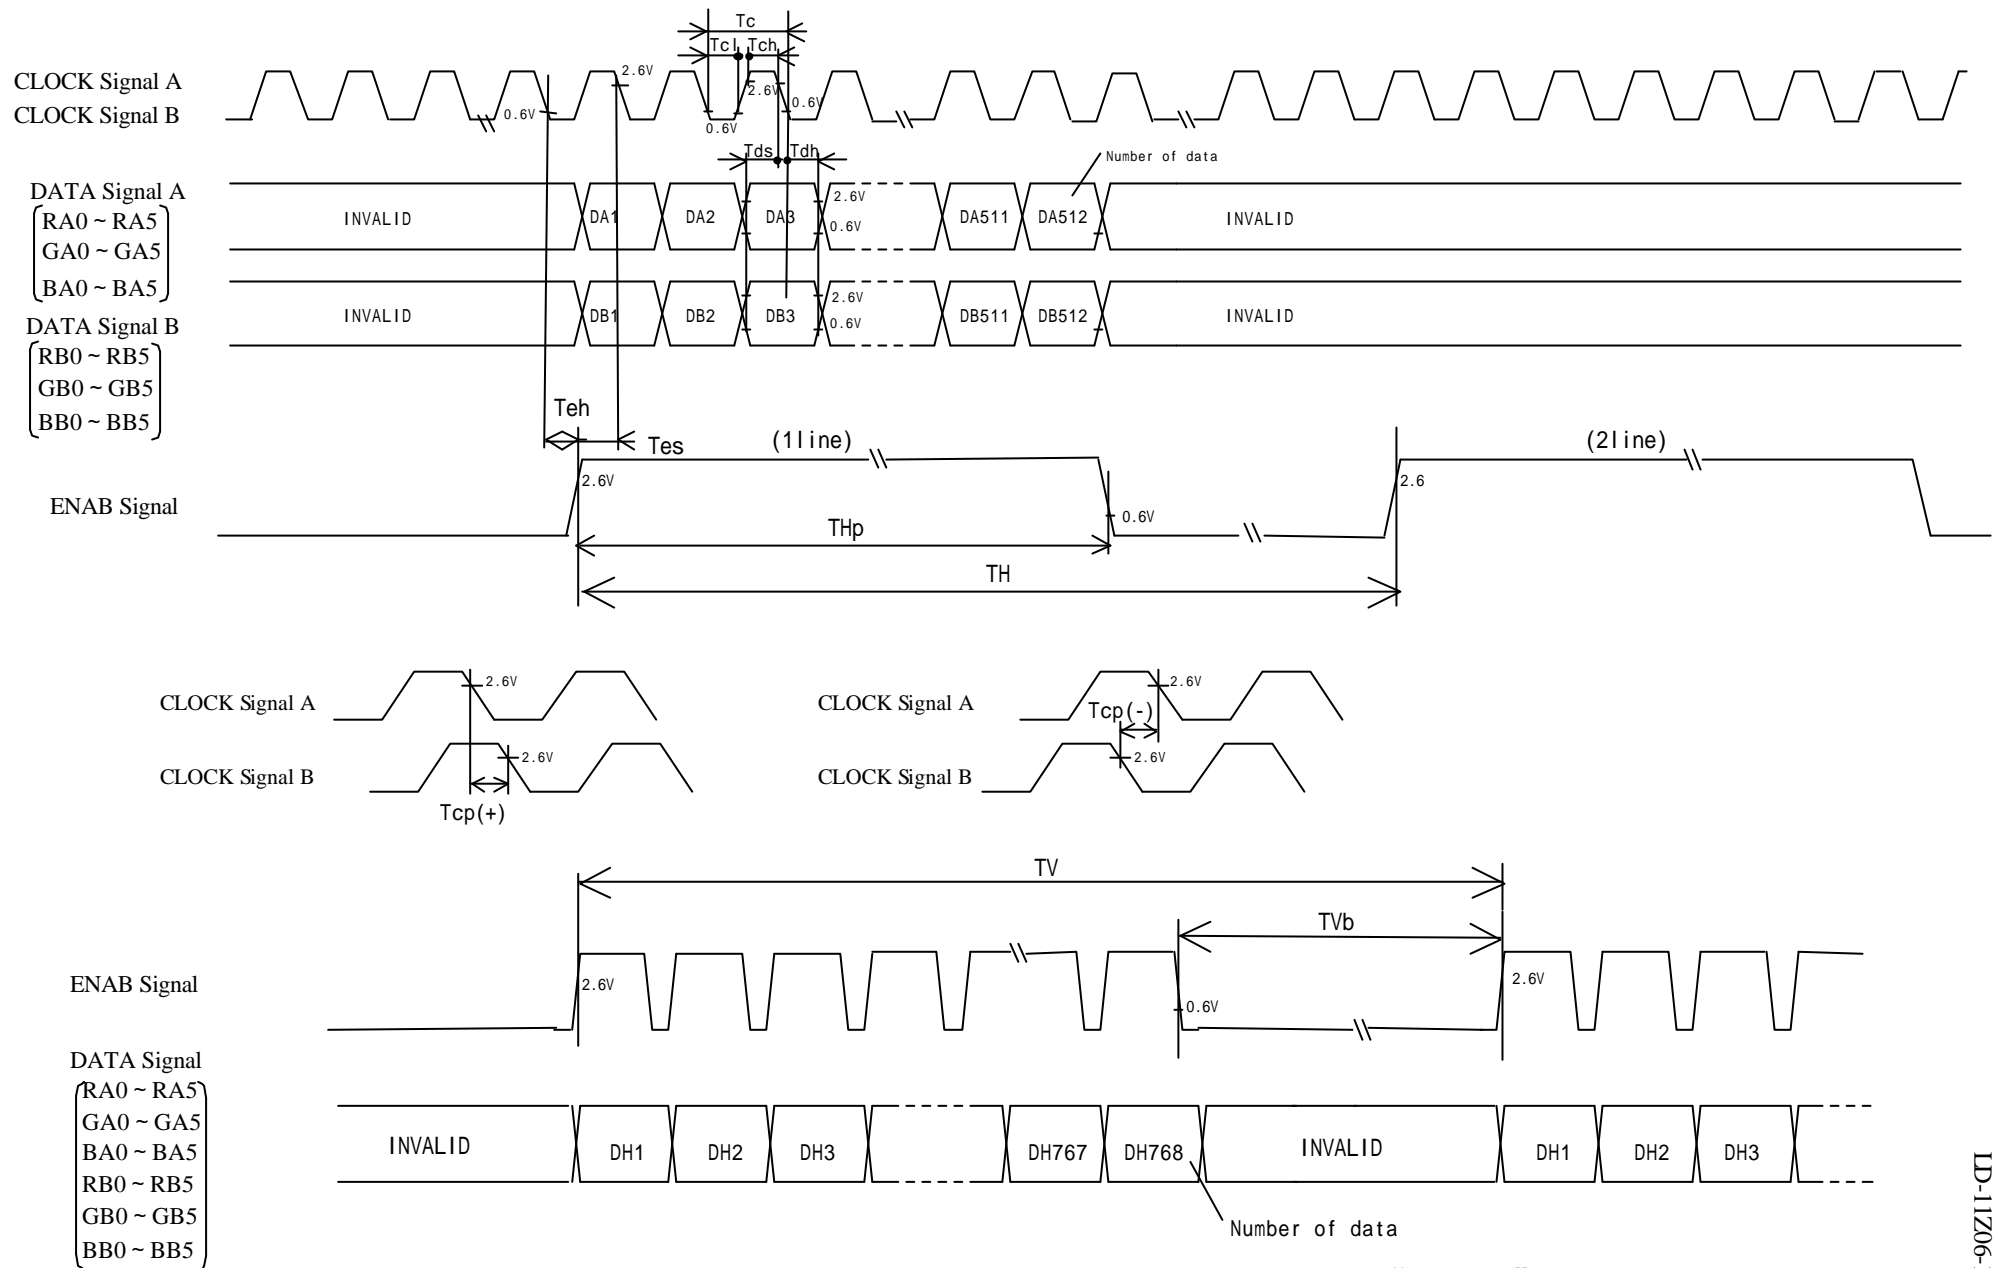 Tc
Tcl Tch
CLOCK Signal A
2.6V
2.6V
0.6V
CLOCK Signal B
0.6V
0.6V
Tds Tdh
Number of data
DATA Signal A
RA0 ~ RA5
GA0 ~ GA5
BA0 ~ BA5
INVALID DA1 DA2 DA3 2.6V 0.6V DA511 DA512 INVALID
DATA Signal B
RB0 ~ RB5
GB0 ~ GB5
BB0 ~ BB5
INVALID DB1 DB2 DB3 2.6V 0.6V DB511 DB512 INVALID
Teh
Tes
(1line)
(2line)
ENAB Signal
2.6V
0.6V
2.6
THp
TH
CLOCK Signal A
2.6V
CLOCK Signal B
2.6V
Tcp(+)
CLOCK Signal A
2.6V
Tcp(-)
CLOCK Signal B
2.6V
TV
TVb
ENAB Signal
2.6V
0.6V
2.6V
DATA Signal
RA0 ~ RA5
GA0 ~ GA5
BA0 ~ BA5
RB0 ~ RB5
GB0 ~ GB5
BB0 ~ BB5
INVALID DH1 DH2 DH3 DH767 DH768 INVALID DH1 DH2 DH3
Number of data
LD-11Z06-